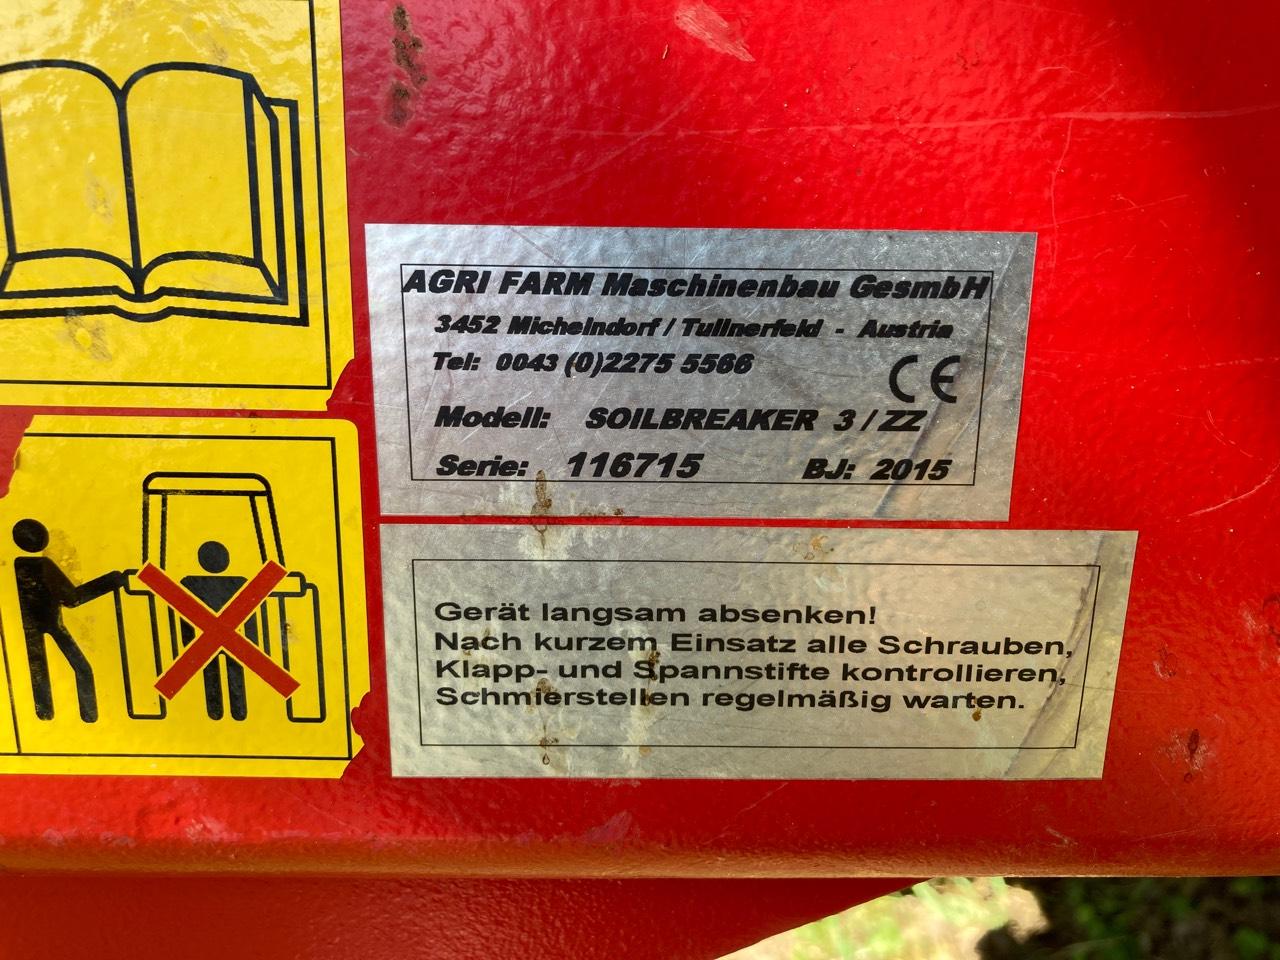 AGRI FARM Maschinenbau GesmbH
3452 Michelndorf / Tullnerfeld - Austria
Tel: 0043 (0)2275 5566
CE
Modell: SOILBREAKER 3 / ZZ
Serie: 116715 BJ: 2015
Gerät langsam absenken!
Nach kurzem Einsatz alle Schrauben,
Klapp- und Spannstifte kontrollieren,
Schmierstellen regelmäßig warten.